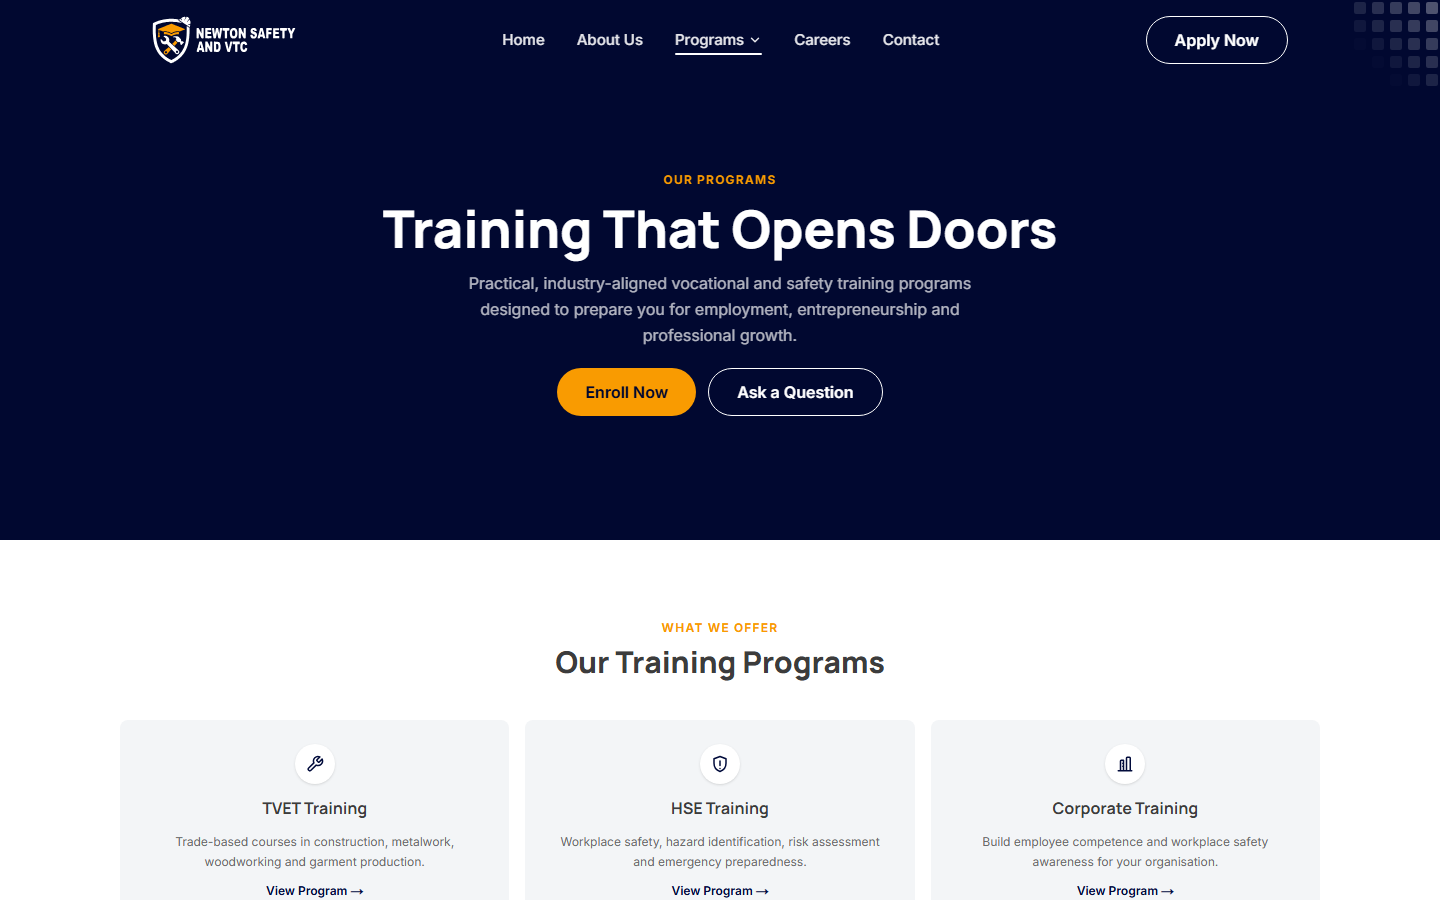 NEWTON SAFETY
AND VTC
Home
About Us
Programs
Careers
Contact
Apply Now
OUR PROGRAMS
Training That Opens Doors
Practical, industry-aligned vocational and safety training programs
designed to prepare you for employment, entrepreneurship and
professional growth.
Enroll Now
Ask a Question
WHAT WE OFFER
Our Training Programs
TVET Training
Trade-based courses in construction, metalwork,
woodworking and garment production.
View Program →
HSE Training
Workplace safety, hazard identification, risk assessment
and emergency preparedness.
View Program →
Corporate Training
Build employee competence and workplace safety
awareness for your organisation.
View Program →